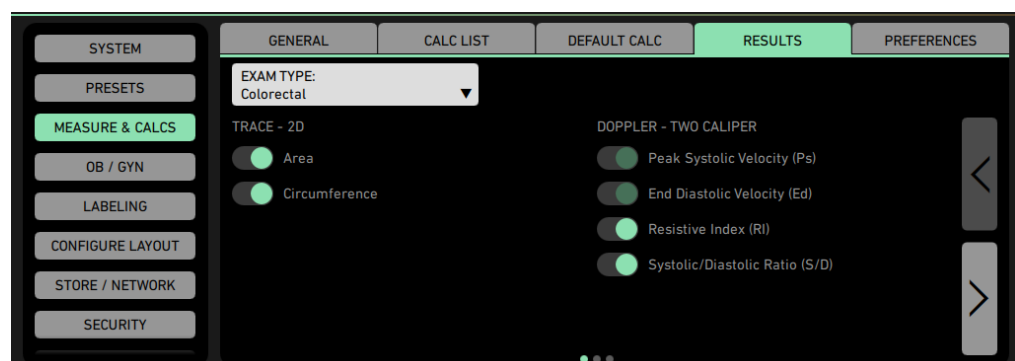 SYSTEM
PRESETS
MEASURE & CALCS
OB / GYN
LABELING
CONFIGURE LAYOUT
STORE / NETWORK
SECURITY
GENERAL
CALC LIST
DEFAULT CALC
RESULTS
PREFERENCES
EXAM TYPE:
Colorectal
TRACE - 2D
Area
Circumference
DOPPLER - TWO CALIPER
Peak Systolic Velocity (Ps)
End Diastolic Velocity (Ed)
Resistive Index (RI)
Systolic/Diastolic Ratio (S/D)